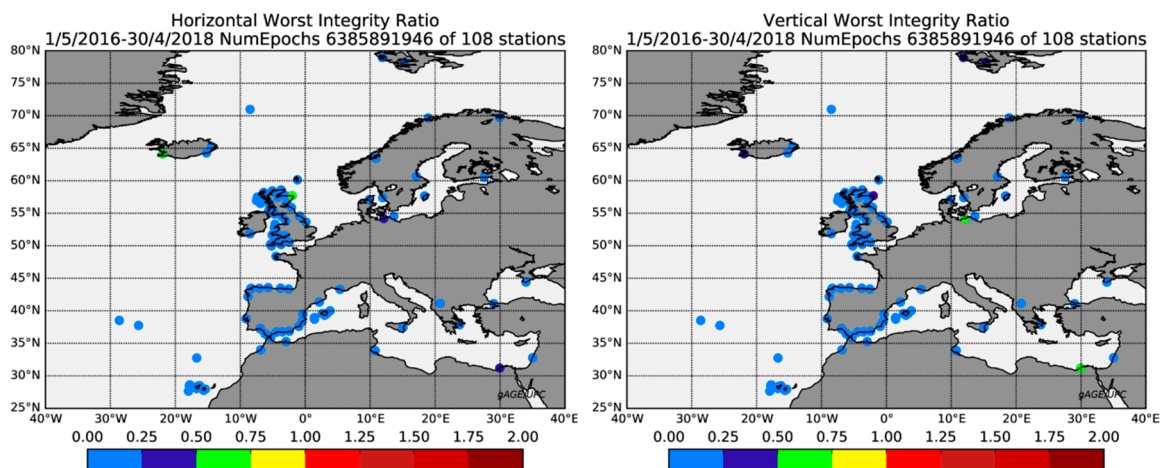 Horizontal Worst Integrity Ratio
1/5/2016-30/4/2018 NumEpochs 6385891946 of 108 stations
80°N
75°N
70°N
65°N
60°N
55°N
50°N
45°N
40°N
35°N
30°N
25°N
40°W 30°W 20°W 10°W 0° 10°E 20°E 30°E 40°E
gAGE/UPC
0.00 0.25 0.50 0.75 1.00 1.25 1.50 1.75 2.00
Vertical Worst Integrity Ratio
1/5/2016-30/4/2018 NumEpochs 6385891946 of 108 stations
80°N
75°N
70°N
65°N
60°N
55°N
50°N
45°N
40°N
35°N
30°N
25°N
40°W 30°W 20°W 10°W 0° 10°E 20°E 30°E 40°E
gAGE/UPC
0.00 0.25 0.50 0.75 1.00 1.25 1.50 1.75 2.00